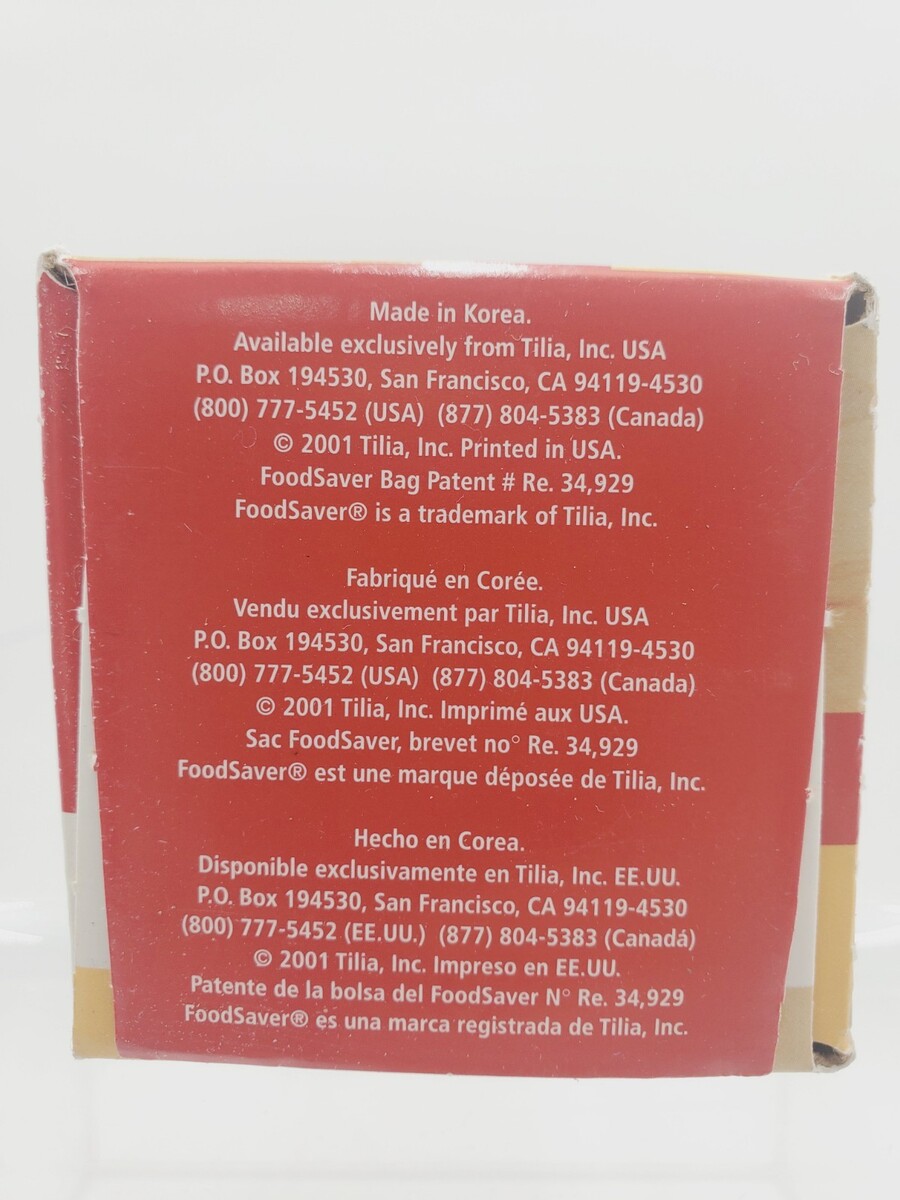 Made in Korea.
Available exclusively from Tilia, Inc. USA
P.O. Box 194530, San Francisco, CA 94119-4530
(800) 777-5452 (USA) (877) 804-5383 (Canada)
© 2001 Tilia, Inc. Printed in USA.
FoodSaver Bag Patent # Re. 34,929
FoodSaver® is a trademark of Tilia, Inc.
Fabriqué en Corée.
Vendu exclusivement par Tilia, Inc. USA
P.O. Box 194530, San Francisco, CA 94119-4530
(800) 777-5452 (USA) (877) 804-5383 (Canada)
© 2001 Tilia, Inc. Imprimé aux USA.
Sac FoodSaver, brevet no° Re. 34,929
FoodSaver® est une marque déposée de Tilia, Inc.
Hecho en Corea.
Disponible exclusivamente en Tilia, Inc. EE.UU.
P.O. Box 194530, San Francisco, CA 94119-4530
(800) 777-5452 (EE.UU.) (877) 804-5383 (Canadá)
© 2001 Tilia, Inc. Impreso en EE.UU.
Patente de la bolsa del FoodSaver N° Re. 34,929
FoodSaver® es una marca registrada de Tilia, Inc.